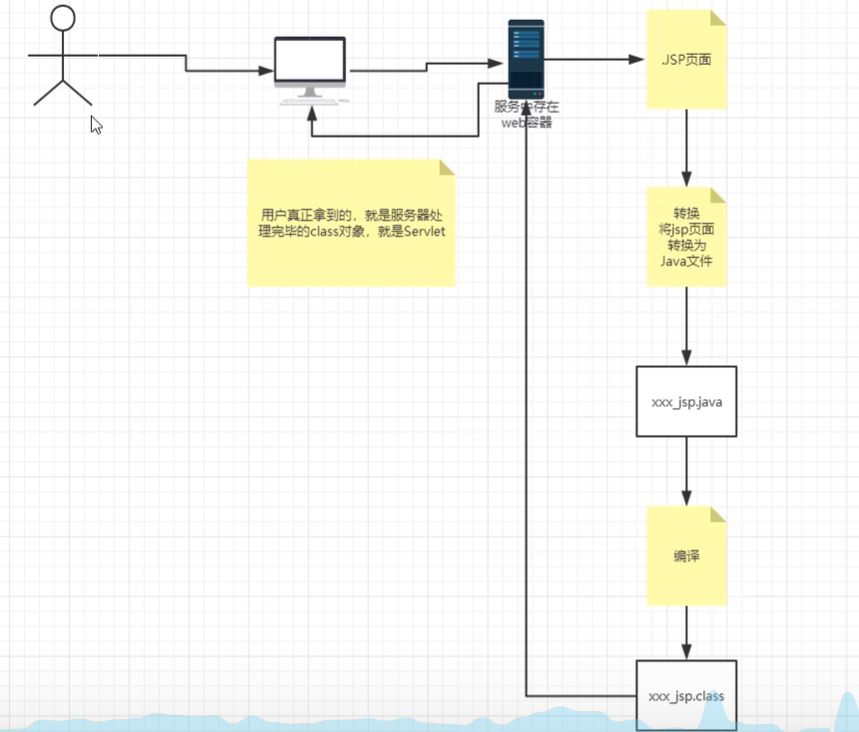 .JSP页面
服务
存在
web容器
用户真正拿到的，就是服务器处
理完毕的class对象，就是Servlet
转换
将jsp页面
转换为
Java文件
xxx_jsp.java
编译
xxx_jsp.class